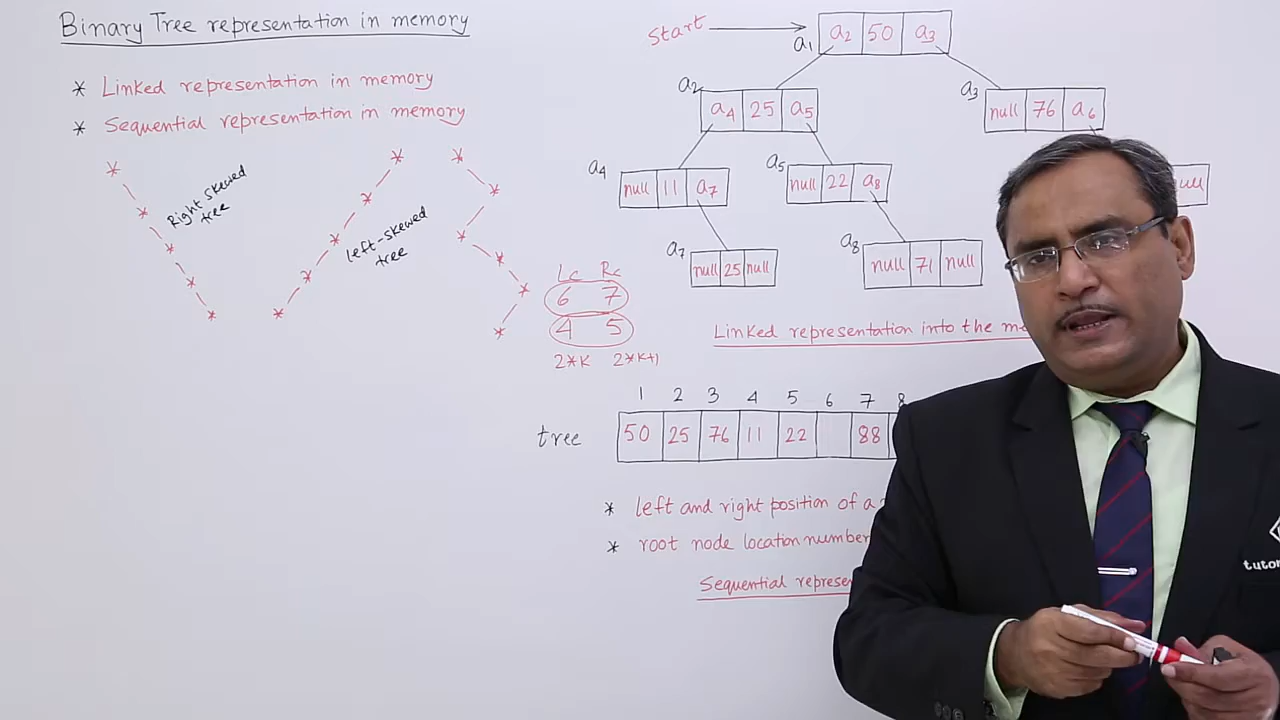 Binary Tree representation in memory
* Linked representation in memory
* Sequential representation in memory
Right skewed
tree
left-skewed
tree
Lc Rc
6 7
4 5
2*K 2*K+1
Start
a1 a2 50 a3
a2 a4 25 a5
a3 null 76 a6
a4 null 11 a7
a5 null 22 a8
null
a7 null 25 null
a8 null 71 null
Linked representation into the
1 2 3 4 5 6 7 8
tree 50 25 76 11 22 88
* left and right position of a
* root node location number
Sequential